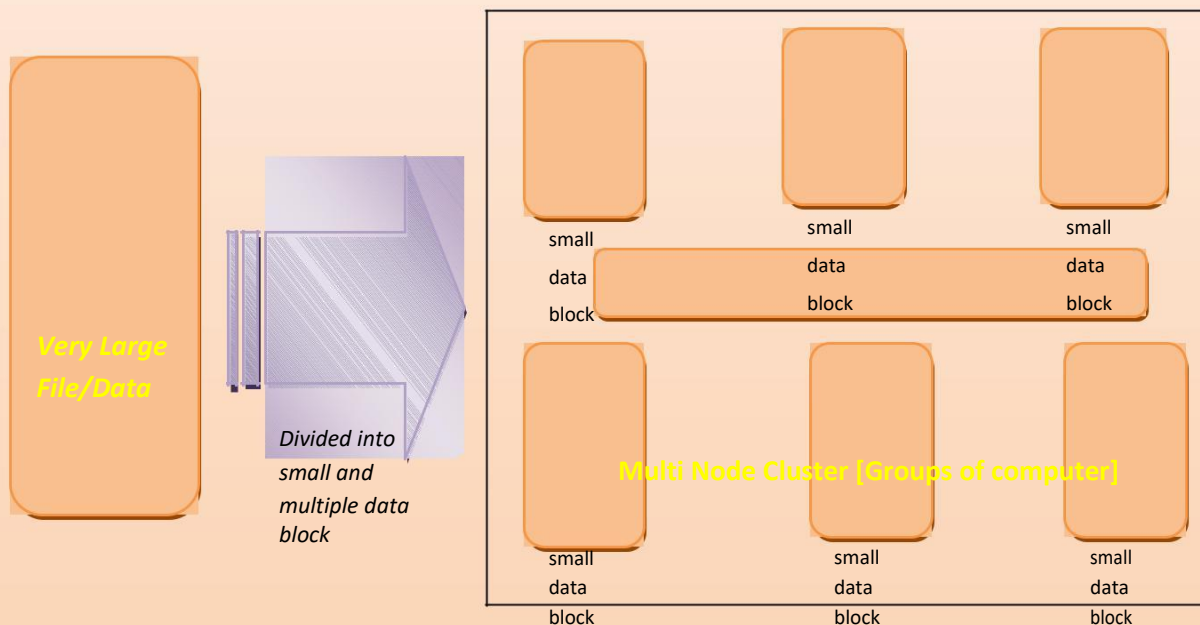 Very Large
File/Data
Divided into
small and
multiple data
block
small
data
block
small
data
block
small
data
block
Multi Node Cluster [Groups of computer]
small
data
block
small
data
block
small
data
block